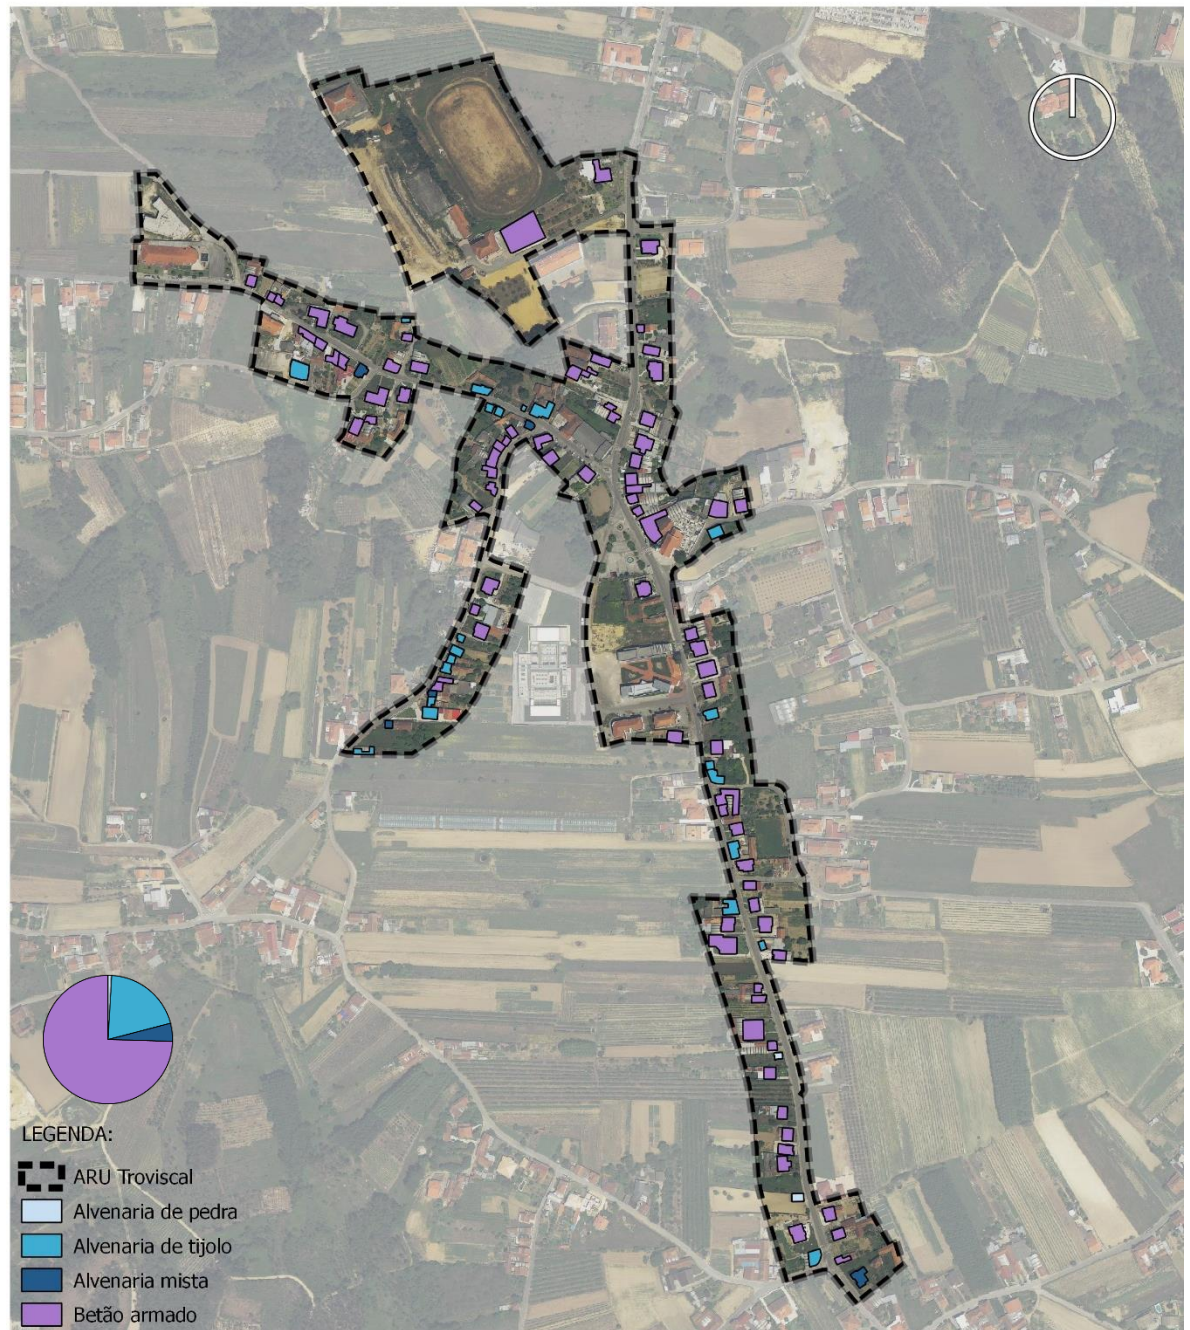 LEGENDA:
ARU Troviscal
Alvenaria de pedra
Alvenaria de tijolo
Alvenaria mista
Betão armado